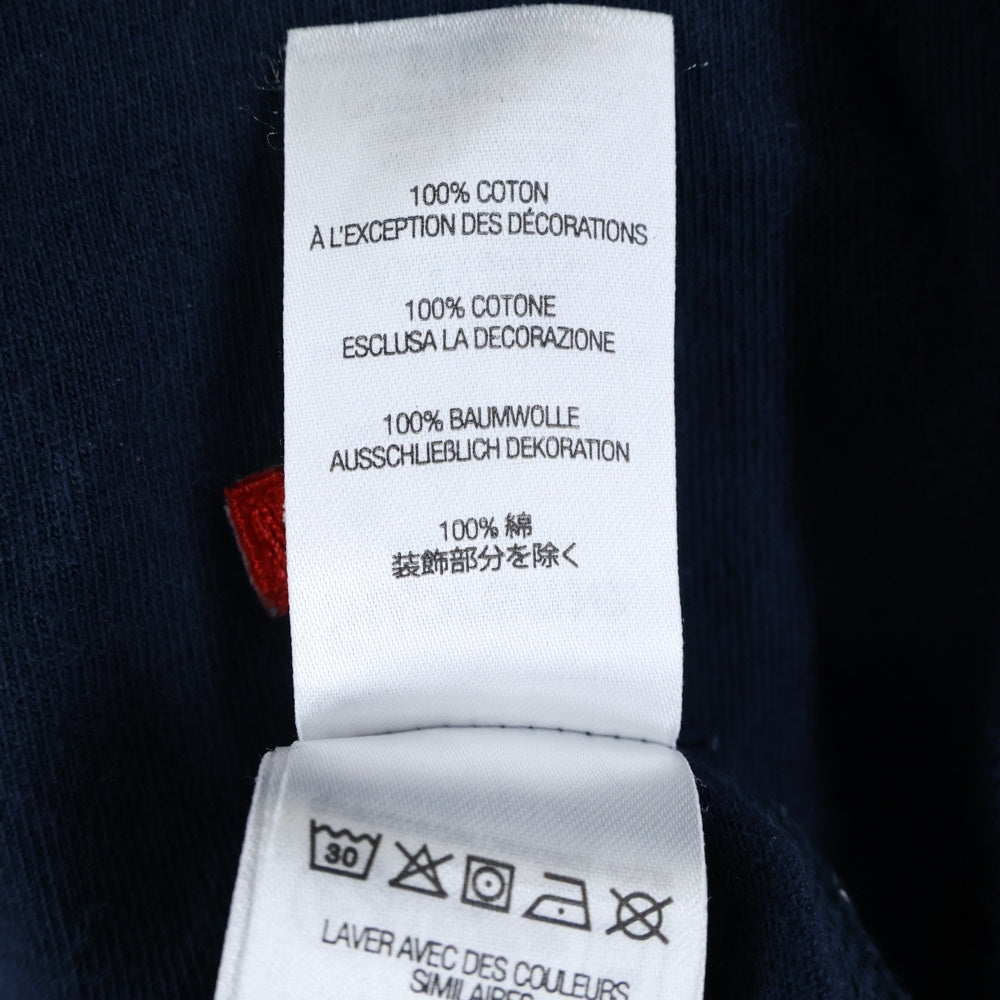 100% COTON
À L'EXCEPTION DES DÉCORATIONS
100% COTONE
ESCLUSA LA DECORAZIONE
100% BAUMWOLLE
AUSSCHLIEßLICH DEKORATION
100% 綿
装飾部分を除く
30
LAVER AVEC DES COULEURS
SIMILAIRES